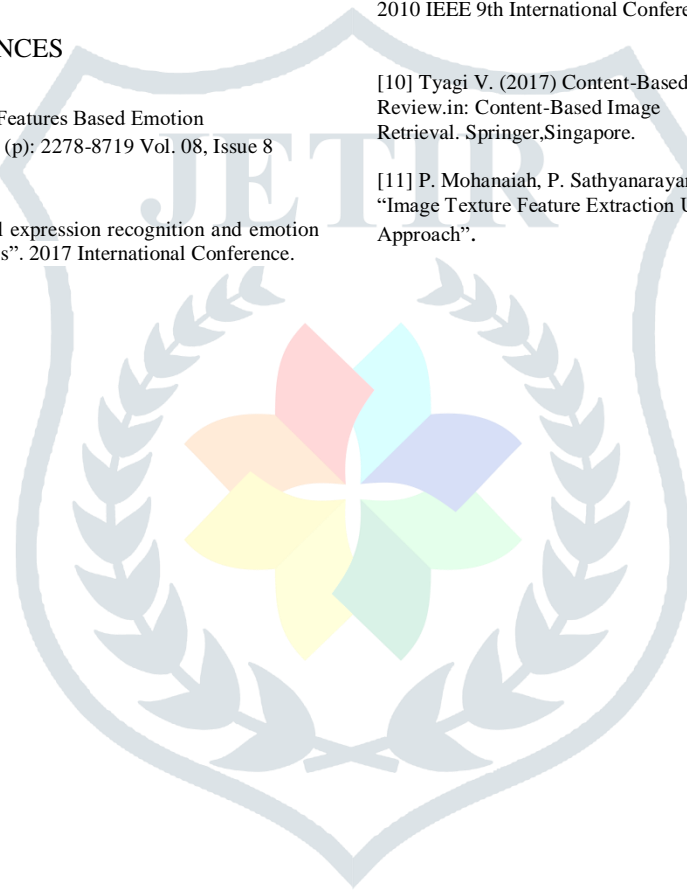 NCES
Features Based Emotion
(p): 2278-8719 Vol. 08, Issue 8
l expression recognition and emotion
s”. 2017 International Conference.
2010 IEEE 9th International Confere
[10] Tyagi V. (2017) Content-Based
Review.in: Content-Based Image
Retrieval. Springer,Singapore.
[11] P. Mohanaiah, P. Sathyanarayan
“Image Texture Feature Extraction U
Approach”.
JETIR